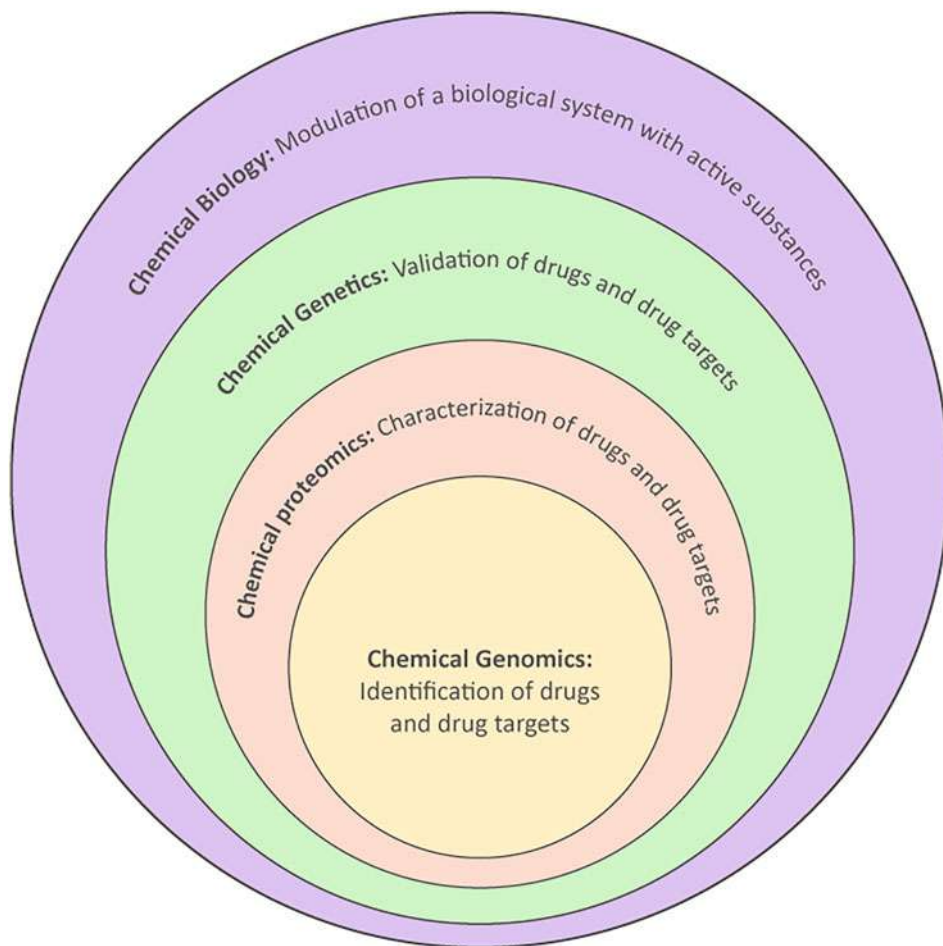 Chemical Biology: Modulation of a biological system with active substances
Chemical Genetics: Validation of drugs and drug targets
Chemical proteomics: Characterization of drugs and drug targets
Chemical Genomics:
Identification of drugs
and drug targets